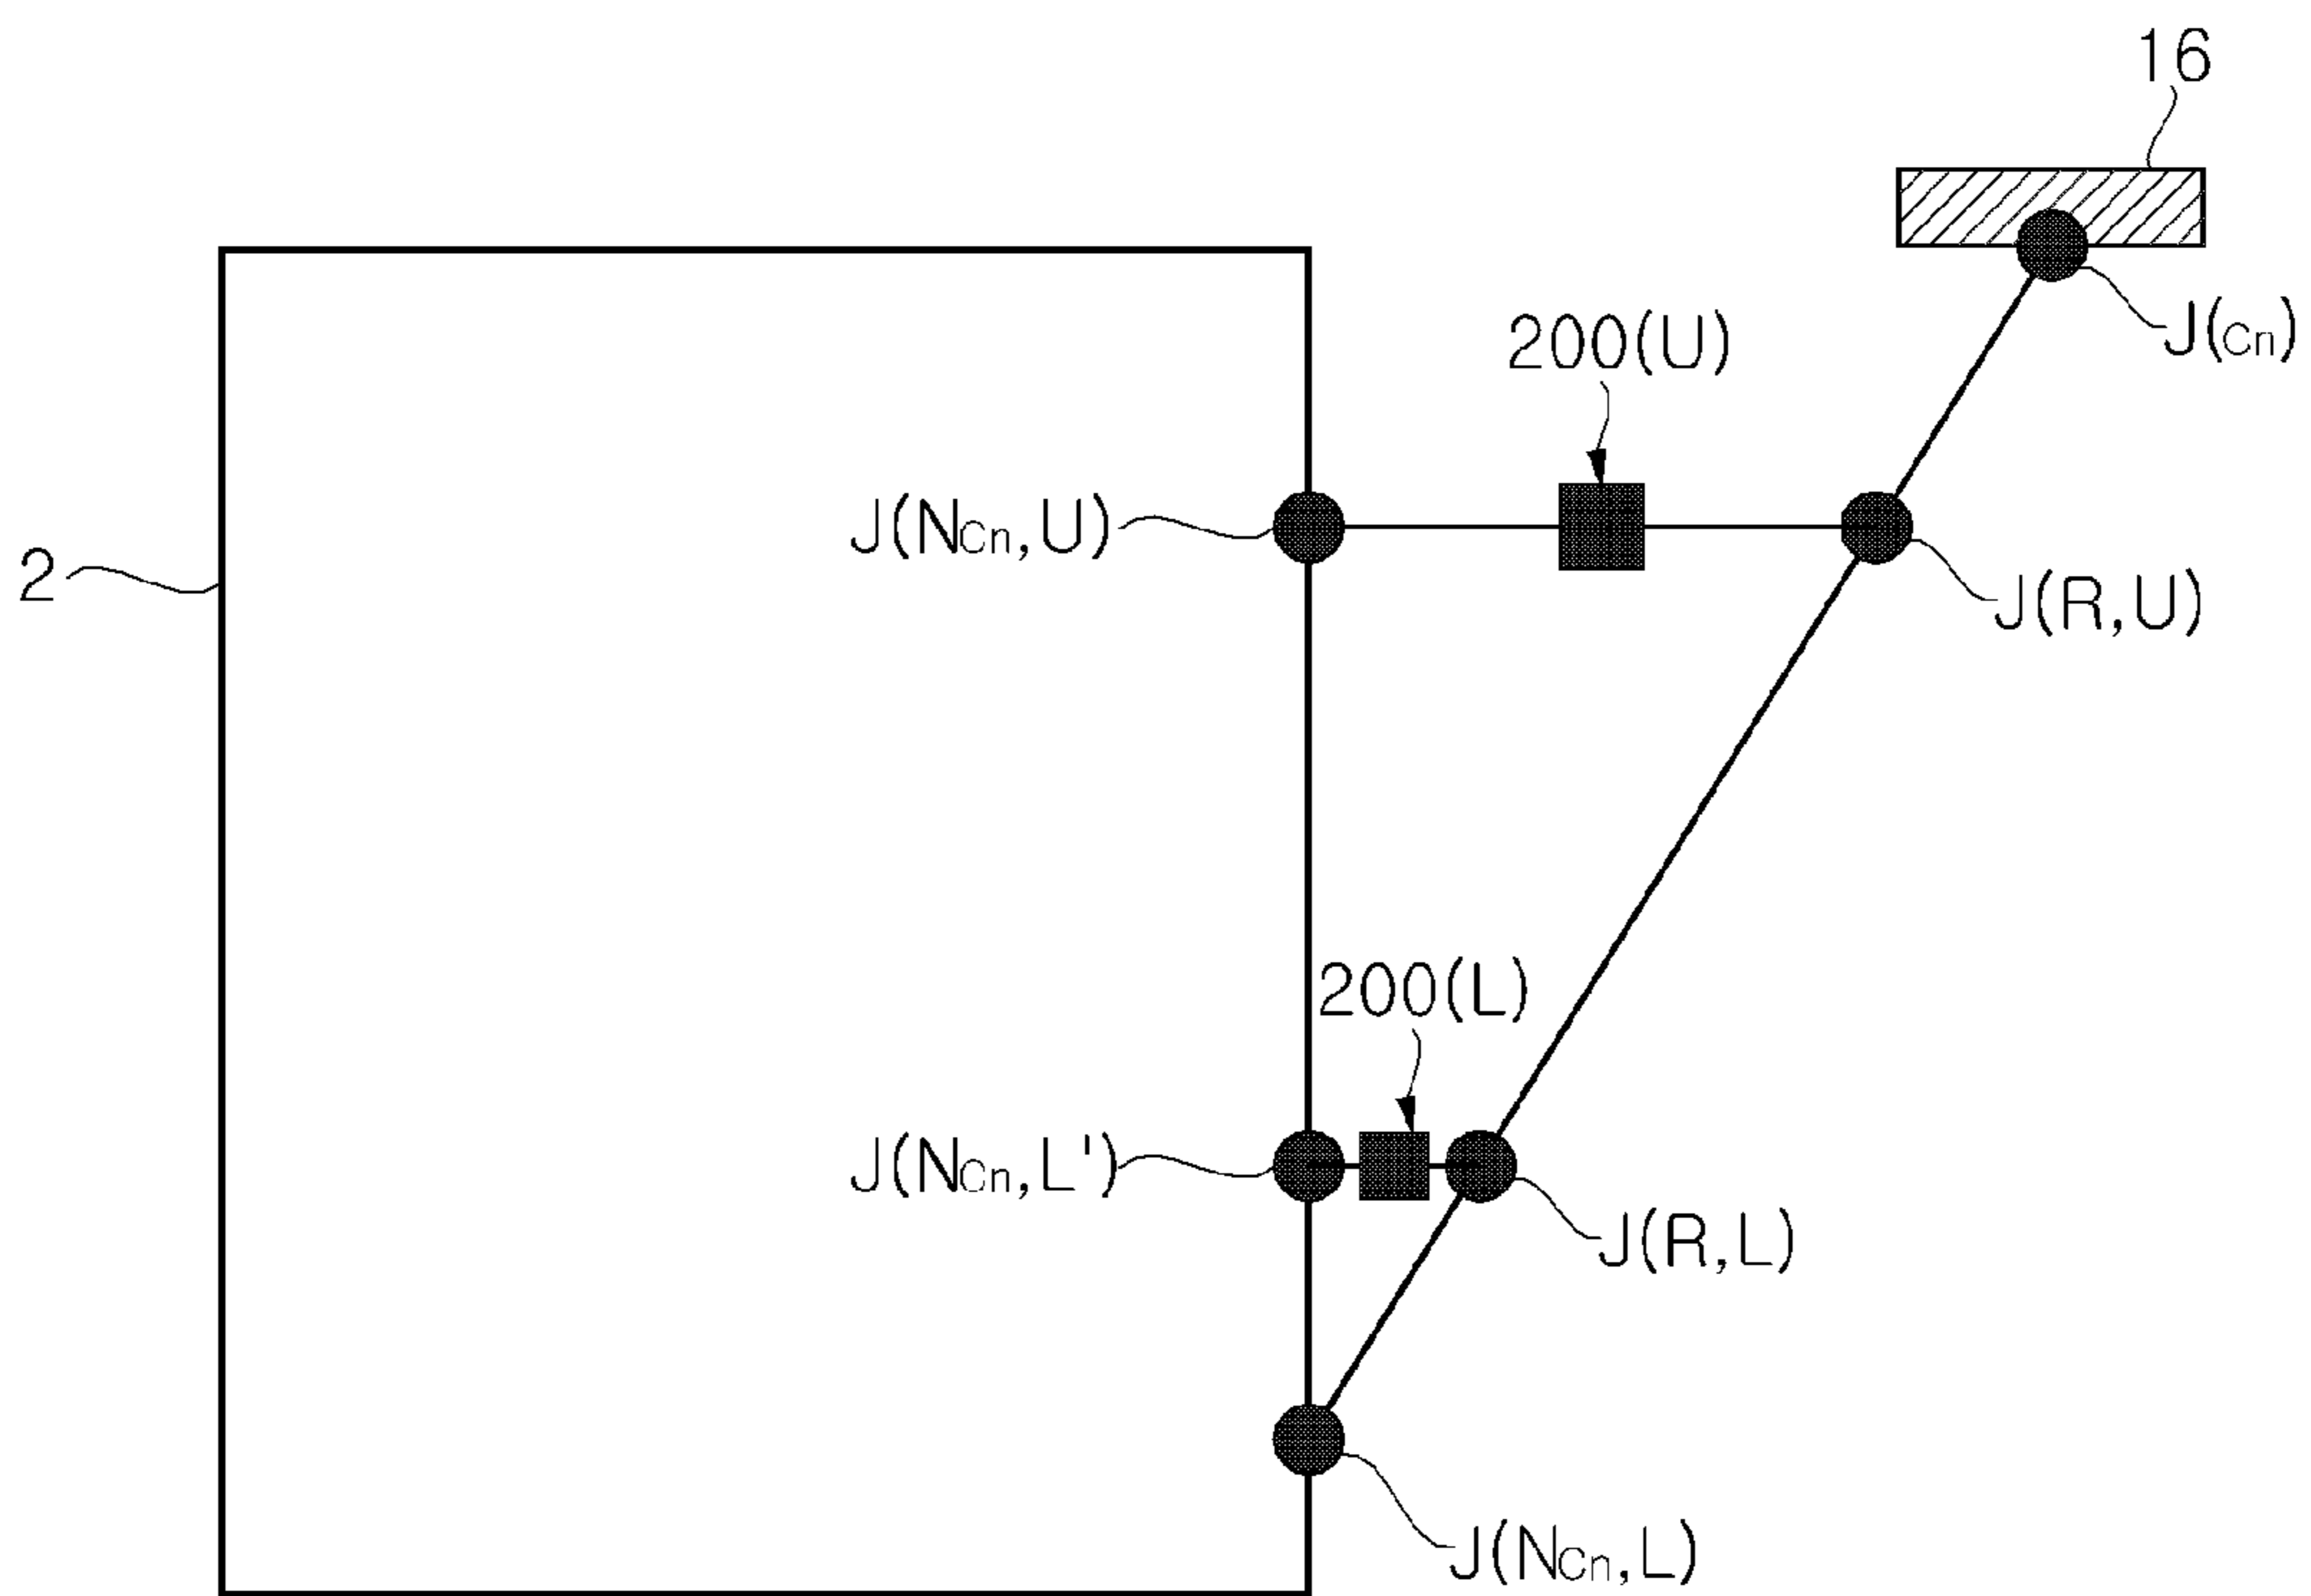 16
J(Cn)
200(U)
J(NCn,U)
2
J(R,U)
200(L)
J(NCn,L')
J(R,L)
J(NCn,L)